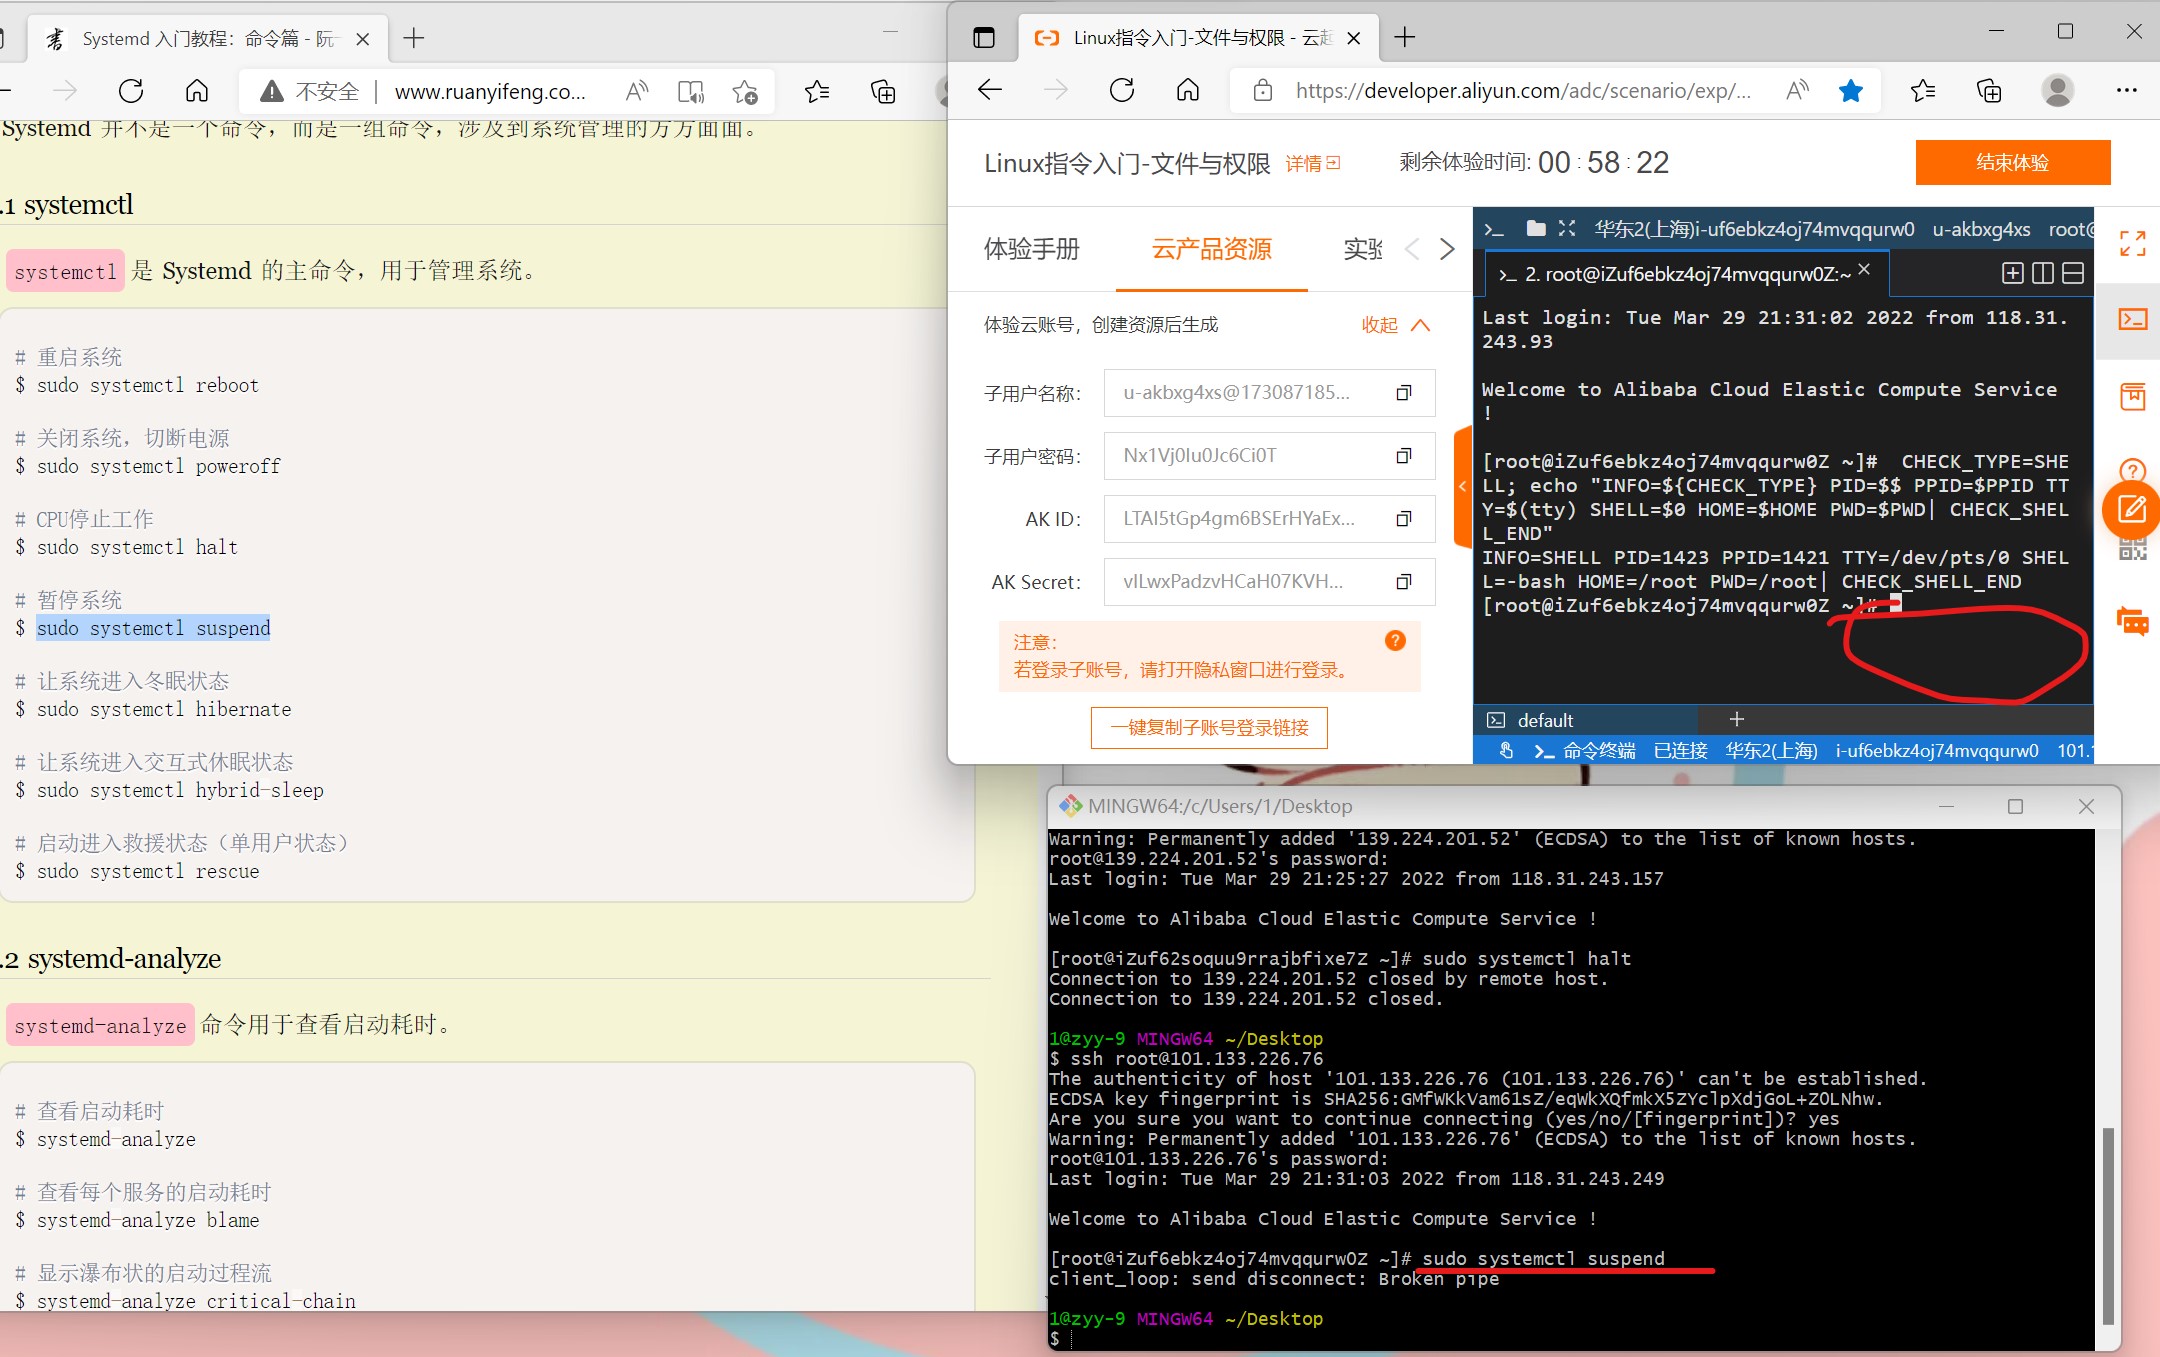 Systemd 入门教程：命令篇 - 阮一
不安全 | www.ruanyifeng.co...
Systemd 并不是一个命令，而是一组命令，涉及到系统管理的方方面面。
.1 systemctl
systemctl 是 Systemd 的主命令，用于管理系统。
# 重启系统
$ sudo systemctl reboot
# 关闭系统，切断电源
$ sudo systemctl poweroff
# CPU停止工作
$ sudo systemctl halt
# 暂停系统
$ sudo systemctl suspend
# 让系统进入冬眠状态
$ sudo systemctl hibernate
# 让系统进入交互式休眠状态
$ sudo systemctl hybrid-sleep
# 启动进入救援状态（单用户状态）
$ sudo systemctl rescue
.2 systemd-analyze
systemd-analyze 命令用于查看启动耗时。
# 查看启动耗时
$ systemd-analyze
# 查看每个服务的启动耗时
$ systemd-analyze blame
# 显示瀑布状的启动过程流
$ systemd-analyze critical-chain
Linux指令入门-文件与权限 - 云起
https://developer.aliyun.com/adc/scenario/exp/...
Linux指令入门-文件与权限 详情 剩余体验时间: 00 : 58 : 22 结束体验
体验手册 云产品资源 实验
体验云账号，创建资源后生成 收起
子用户名称: u-akbxg4xs@173087185...
子用户密码: Nx1Vj0Iu0Jc6Ci0T
AK ID: LTAI5tGp4gm6BSErHYaEx...
AK Secret: vILwxPadzvHCaH07KVH...
注意:
若登录子账号，请打开隐私窗口进行登录。
一键复制子账号登录链接
华东2(上海)i-uf6ebkz4oj74mvqqurw0 u-akbxg4xs root@
2. root@iZuf6ebkz4oj74mvqqurw0Z:~
Last login: Tue Mar 29 21:31:02 2022 from 118.31.
243.93
Welcome to Alibaba Cloud Elastic Compute Service
!
[root@iZuf6ebkz4oj74mvqqurw0Z ~]#  CHECK_TYPE=SHE
LL; echo "INFO=${CHECK_TYPE} PID=$$ PPID=$PPID TT
Y=$(tty) SHELL=$0 HOME=$HOME PWD=$PWD| CHECK_SHEL
L_END"
INFO=SHELL PID=1423 PPID=1421 TTY=/dev/pts/0 SHEL
L=-bash HOME=/root PWD=/root| CHECK_SHELL_END
[root@iZuf6ebkz4oj74mvqqurw0Z ~]#
default
命令终端 已连接 华东2(上海) i-uf6ebkz4oj74mvqqurw0 101.
MINGW64:/c/Users/1/Desktop
Warning: Permanently added '139.224.201.52' (ECDSA) to the list of known hosts.
root@139.224.201.52's password:
Last login: Tue Mar 29 21:25:27 2022 from 118.31.243.157
Welcome to Alibaba Cloud Elastic Compute Service !
[root@iZuf62soquu9rrajbfixe7Z ~]# sudo systemctl halt
Connection to 139.224.201.52 closed by remote host.
Connection to 139.224.201.52 closed.
1@zyy-9 MINGW64 ~/Desktop
$ ssh root@101.133.226.76
The authenticity of host '101.133.226.76 (101.133.226.76)' can't be established.
ECDSA key fingerprint is SHA256:GMfWKkVam61sZ/eqWkXQfmkX5ZYclpXdjGoL+ZOLNhw.
Are you sure you want to continue connecting (yes/no/[fingerprint])? yes
Warning: Permanently added '101.133.226.76' (ECDSA) to the list of known hosts.
root@101.133.226.76's password:
Last login: Tue Mar 29 21:31:03 2022 from 118.31.243.249
Welcome to Alibaba Cloud Elastic Compute Service !
[root@iZuf6ebkz4oj74mvqqurw0Z ~]# sudo systemctl suspend
client_loop: send disconnect: Broken pipe
1@zyy-9 MINGW64 ~/Desktop
$